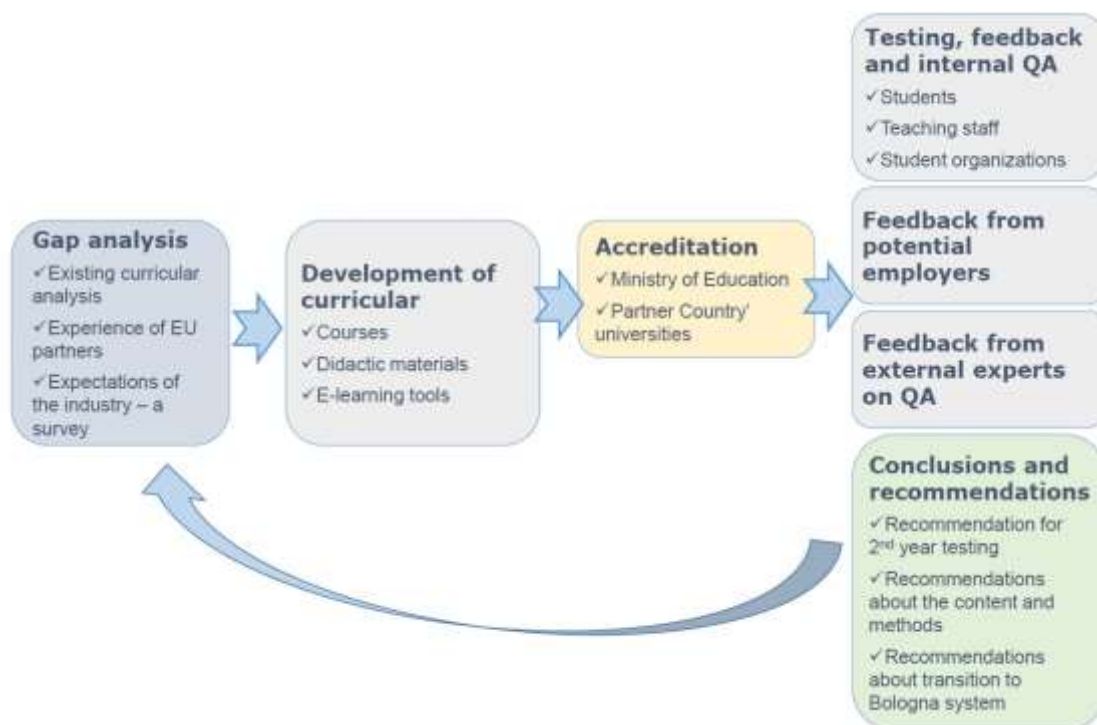 Gap analysis
✓Existing curricular
analysis
✓Experience of EU
partners
✓Expectations of
the industry – a
survey
Development of
curricular
✓Courses
✓Didactic materials
✓E-learning tools
Accreditation
✓Ministry of Education
✓Partner Country'
universities
Testing, feedback
and internal QA
✓Students
✓Teaching staff
✓Student organizations
Feedback from
potential
employers
Feedback from
external experts
on QA
Conclusions and
recommendations
✓Recommendation for
2nd year testing
✓Recommendations
about the content and
methods
✓Recommendations
about transition to
Bologna system